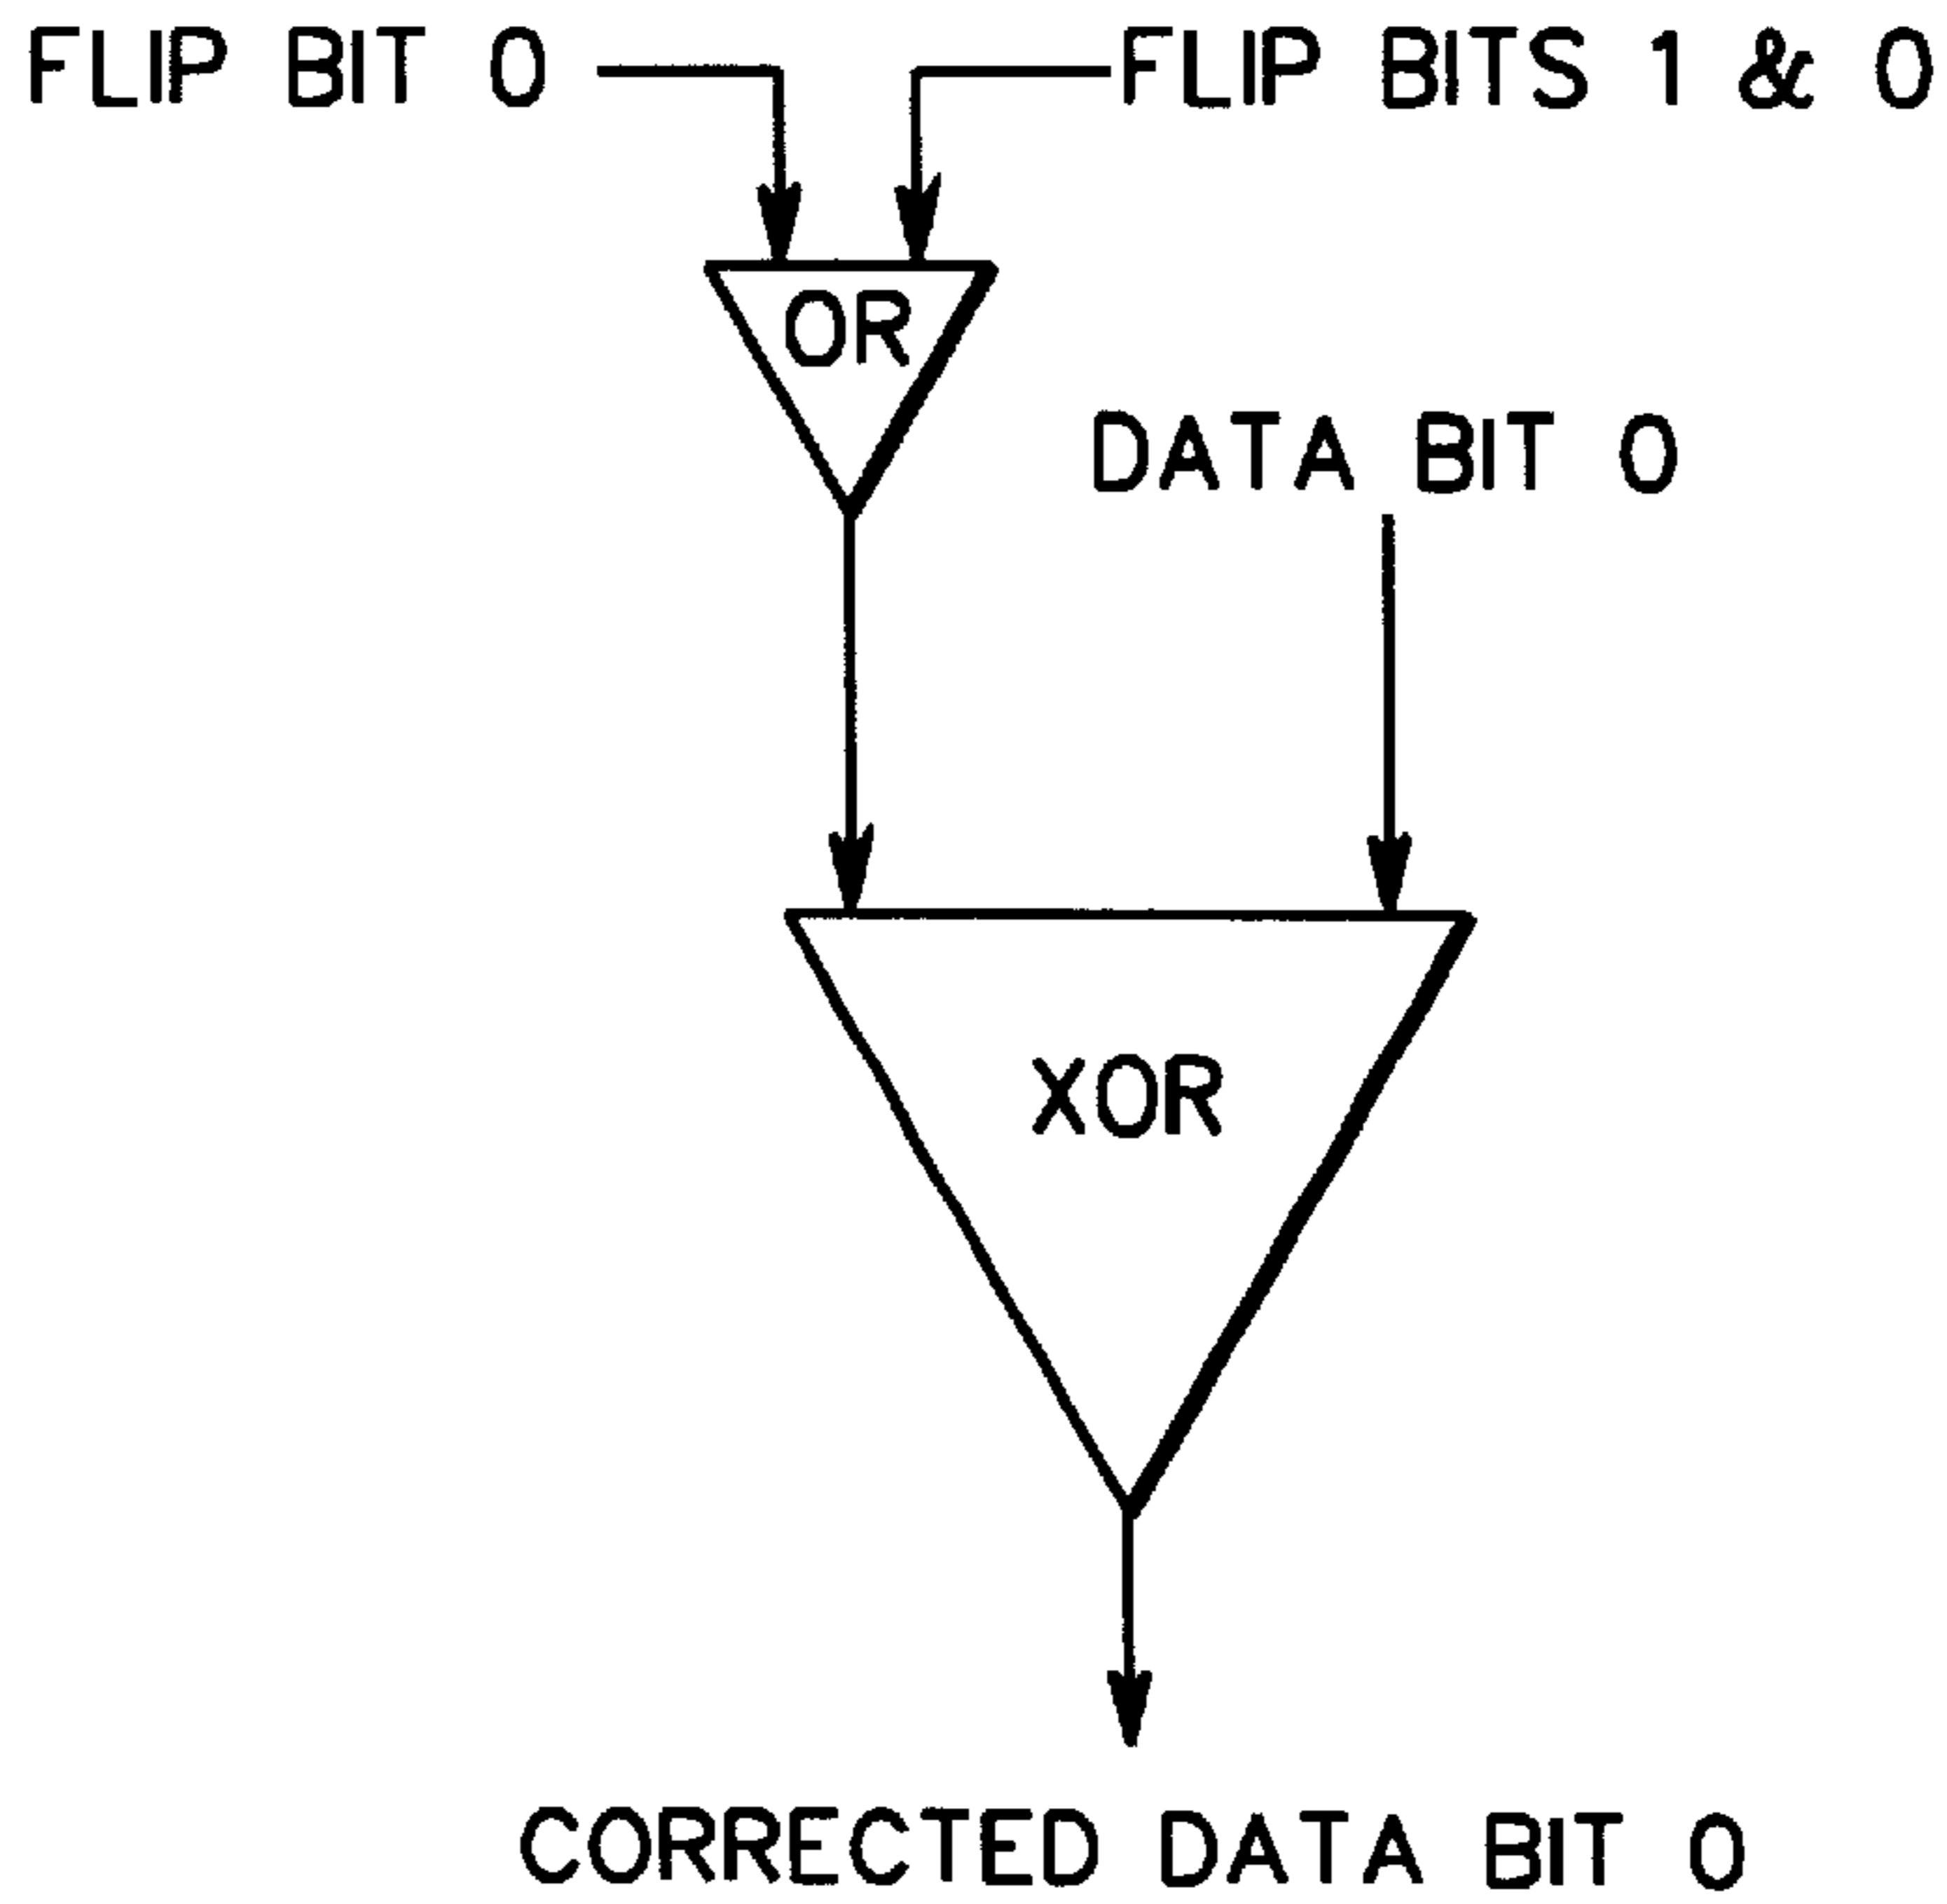 FLIP BIT 0
FLIP BITS 1 & 0
OR
DATA BIT 0
XOR
CORRECTED DATA BIT 0